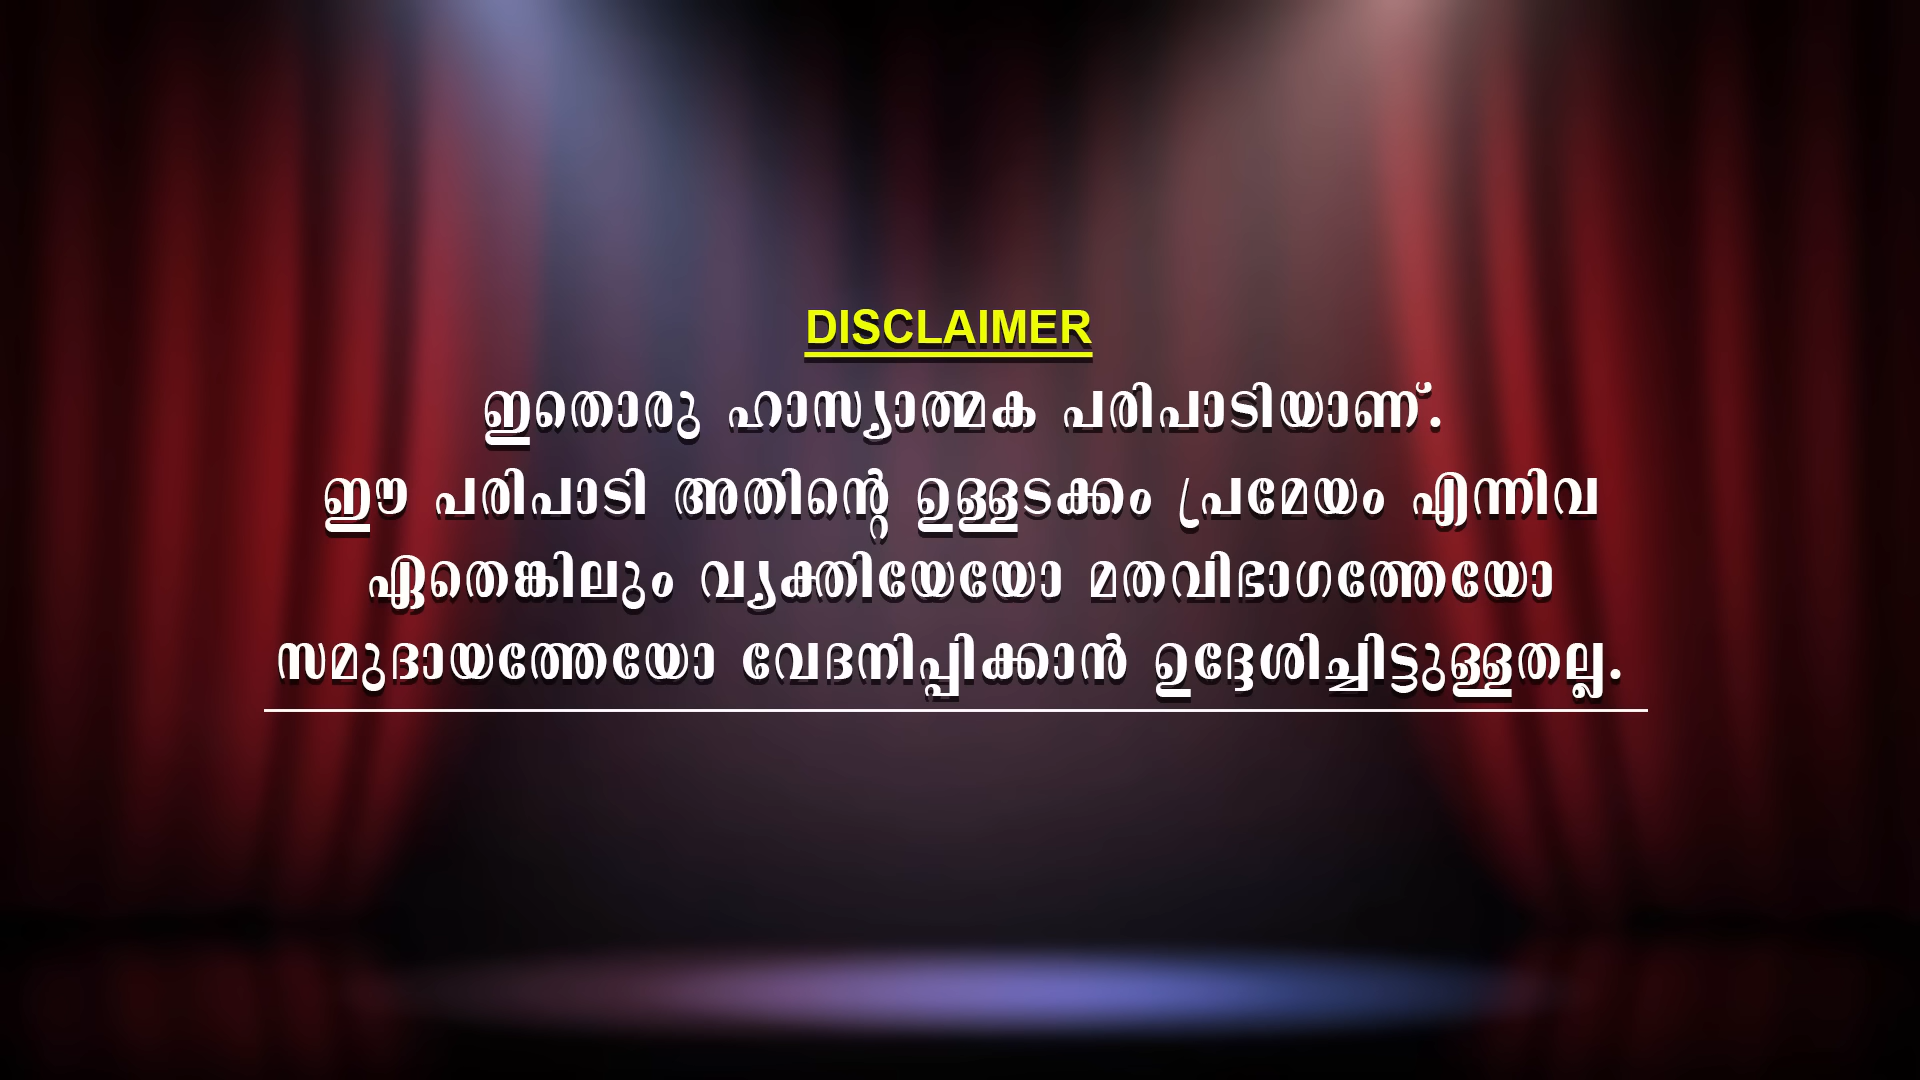 DISCLAIMER
ഇതൊരു ഹാസ്യാത്മക പരിപാടിയാണ്.
ഈ പരിപാടി അതിന്റെ ഉള്ളടക്കം പ്രമേയം എന്നിവ
ഏതെങ്കിലും വ്യക്തിയേയോ മതവിഭാഗത്തേയോ
സമുദായത്തേയോ വേദനിപ്പിക്കാൻ ഉദ്ദേശിച്ചിട്ടുള്ളതല്ല.